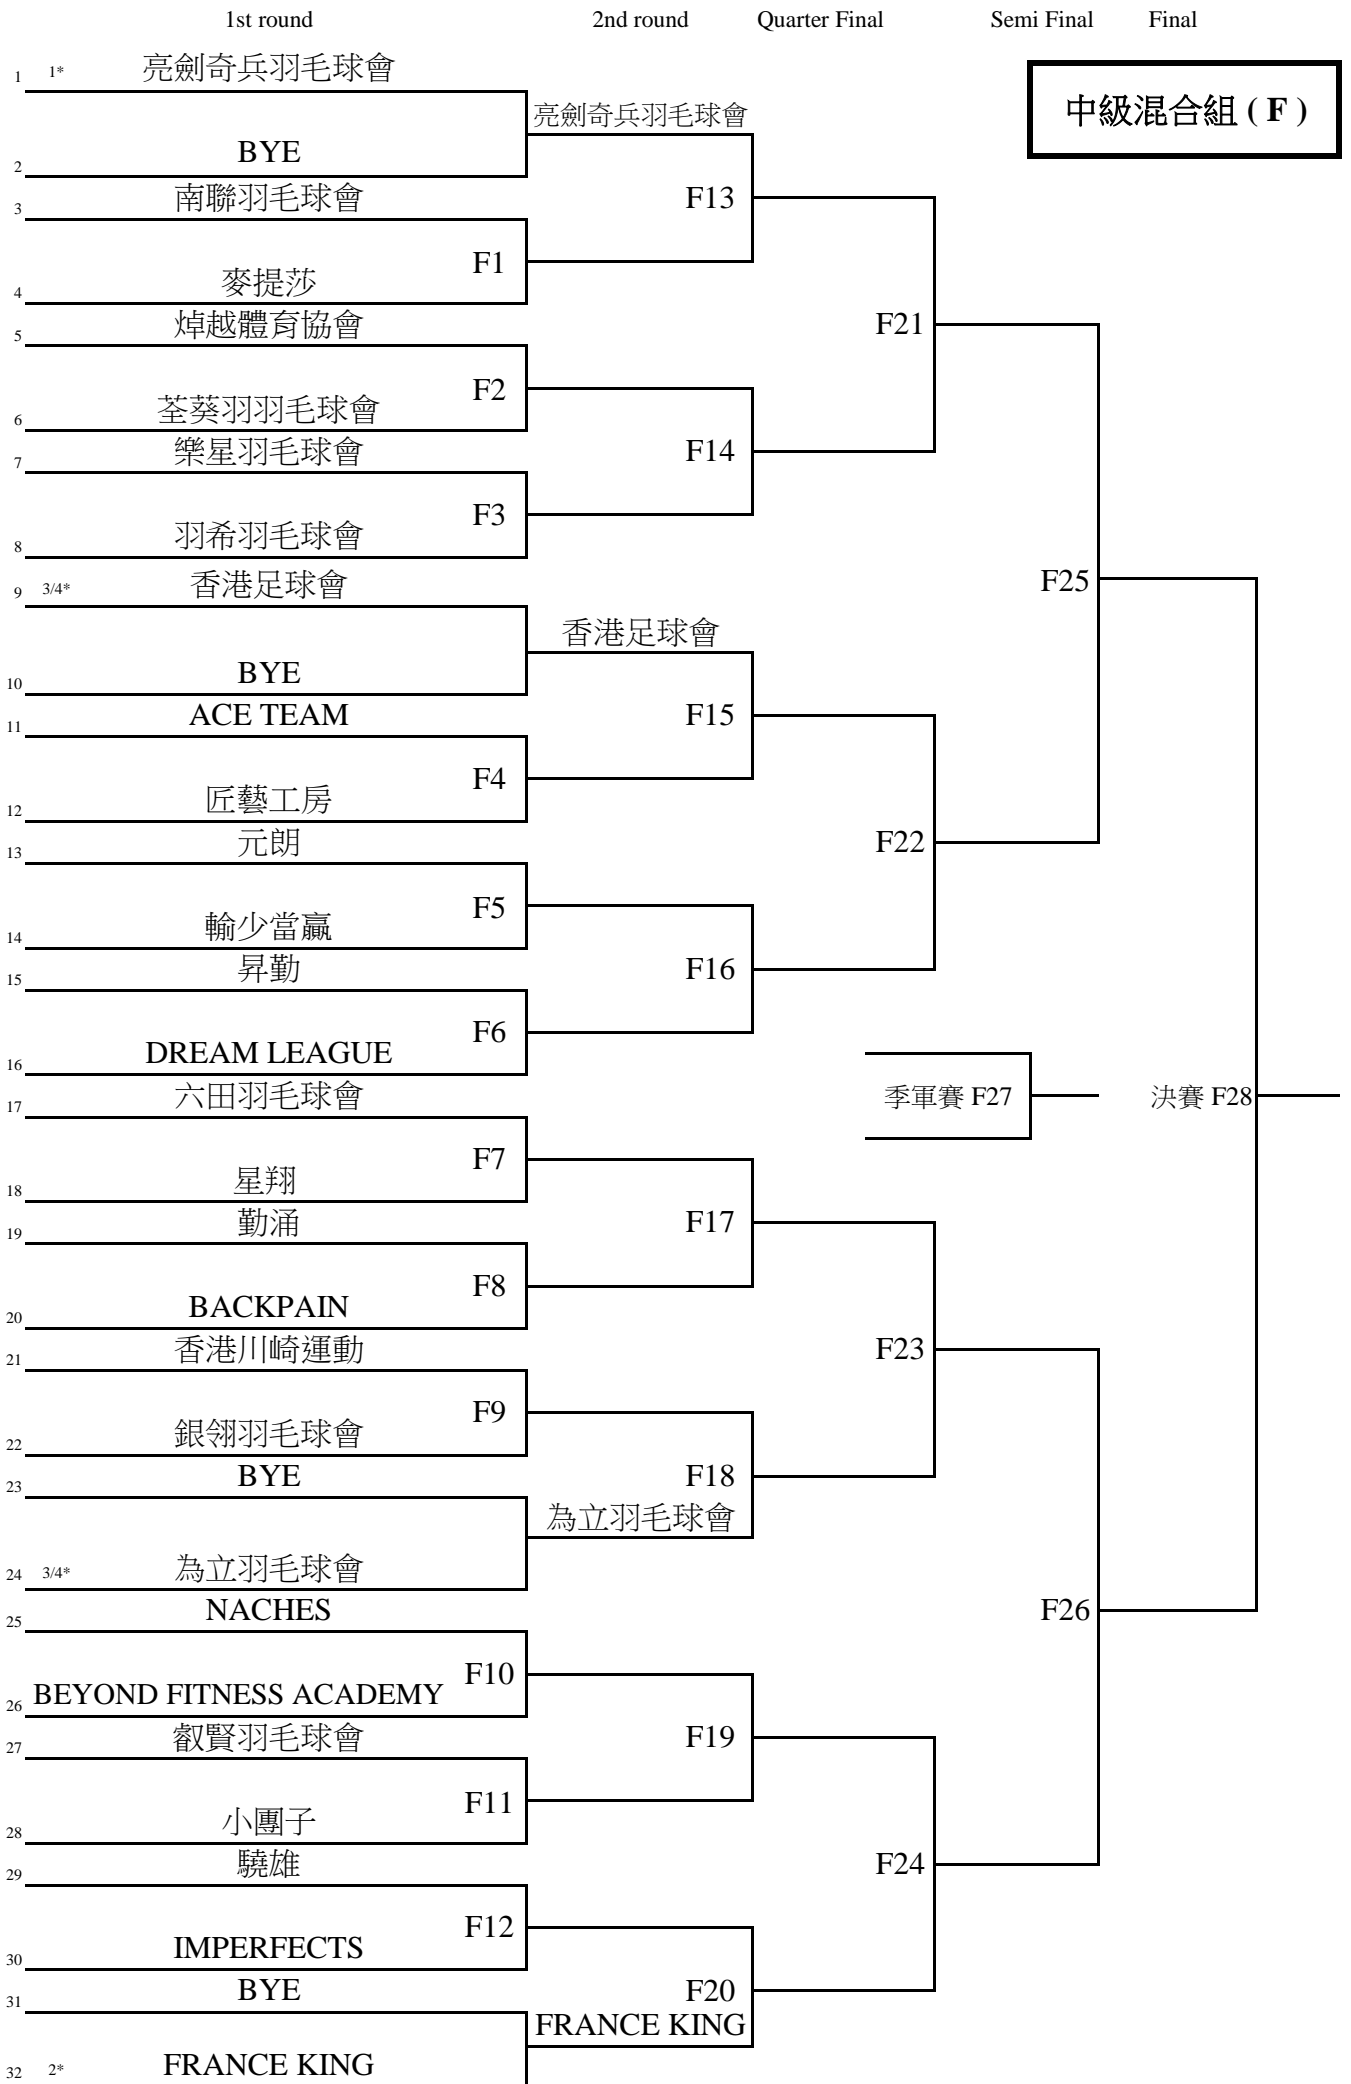 1st round 2nd round Quarter Final Semi Final Final
中級混合組 ( F )
1 1* 亮劍奇兵羽毛球會
亮劍奇兵羽毛球會
2 BYE
3 南聯羽毛球會
F13
F1
4 麥提莎
5 焯越體育協會
F21
F2
6 荃葵羽羽毛球會
7 樂星羽毛球會
F14
F3
8 羽希羽毛球會
9 3/4* 香港足球會
F25
香港足球會
10 BYE
11 ACE TEAM
F15
F4
12 匠藝工房
13 元朗
F22
F5
14 輸少當贏
15 昇勤
F16
F6
16 DREAM LEAGUE
17 六田羽毛球會
季軍賽 F27
決賽 F28
F7
18 星翔
19 勤涌
F17
F8
20 BACKPAIN
21 香港川崎運動
F23
F9
22 銀翎羽毛球會
23 BYE
F18
為立羽毛球會
24 3/4* 為立羽毛球會
25 NACHES
F26
F10
26 BEYOND FITNESS ACADEMY
27 叡賢羽毛球會
F19
F11
28 小團子
29 驍雄
F24
F12
30 IMPERFECTS
31 BYE
F20
FRANCE KING
32 2* FRANCE KING